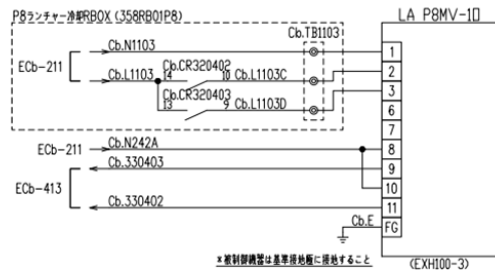 P8ランチャー冷却RBOX (358RB01P8)
LA P8MV-1□
Cb.TB1103
Cb.N1103
1
ECb-211
Cb.L1103
14
Cb.CR320402
10
Cb.L1103C
2
13
Cb.CR320403
9
Cb.L1103D
3
6
7
ECb-211
Cb.N242A
8
Cb.330403
9
ECb-413
10
Cb.330402
11
Cb.E
FG
*被制御機器は基準接地極に接地すること
(EXH100-3)